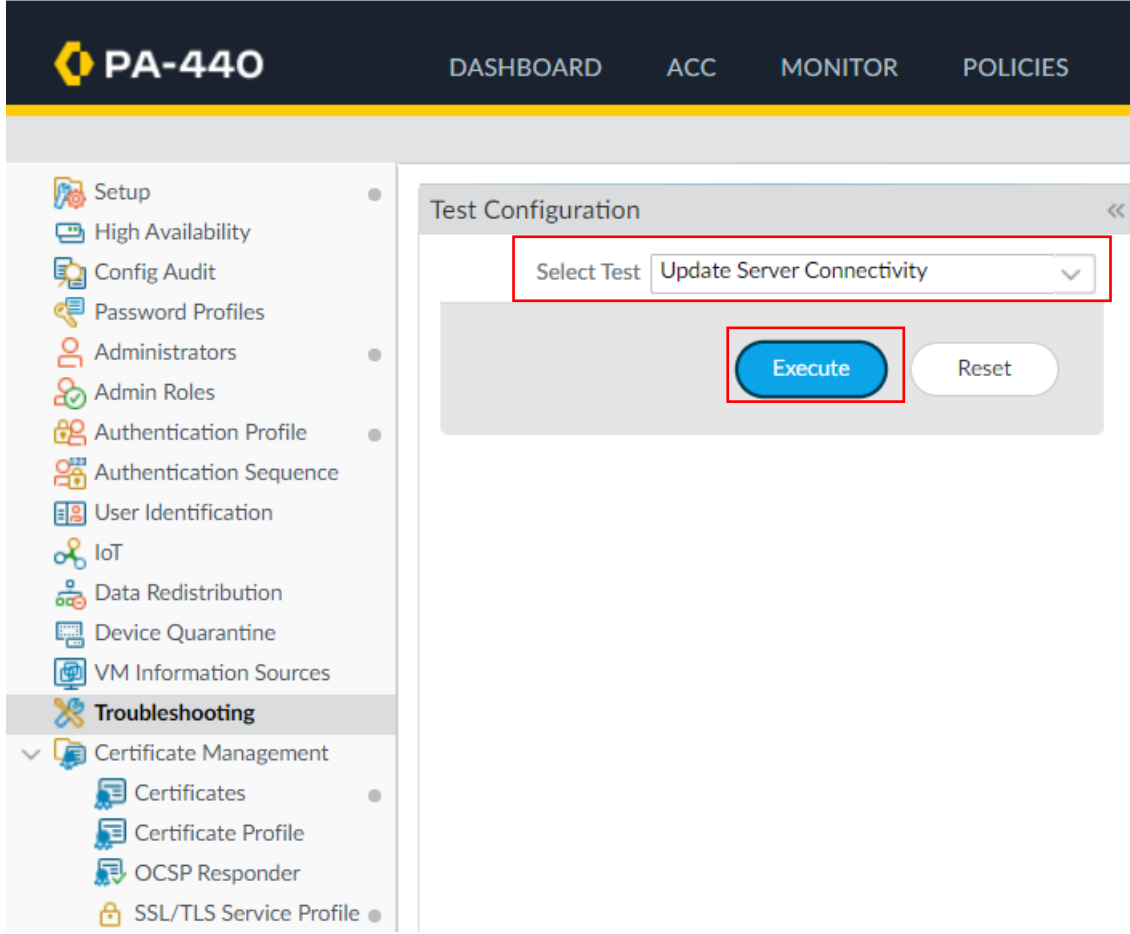 PA-440
DASHBOARD ACC MONITOR POLICIES
Setup
High Availability
Config Audit
Password Profiles
Administrators
Admin Roles
Authentication Profile
Authentication Sequence
User Identification
IoT
Data Redistribution
Device Quarantine
VM Information Sources
Troubleshooting
Certificate Management
Certificates
Certificate Profile
OCSP Responder
SSL/TLS Service Profile
Test Configuration
Select Test Update Server Connectivity
Execute Reset